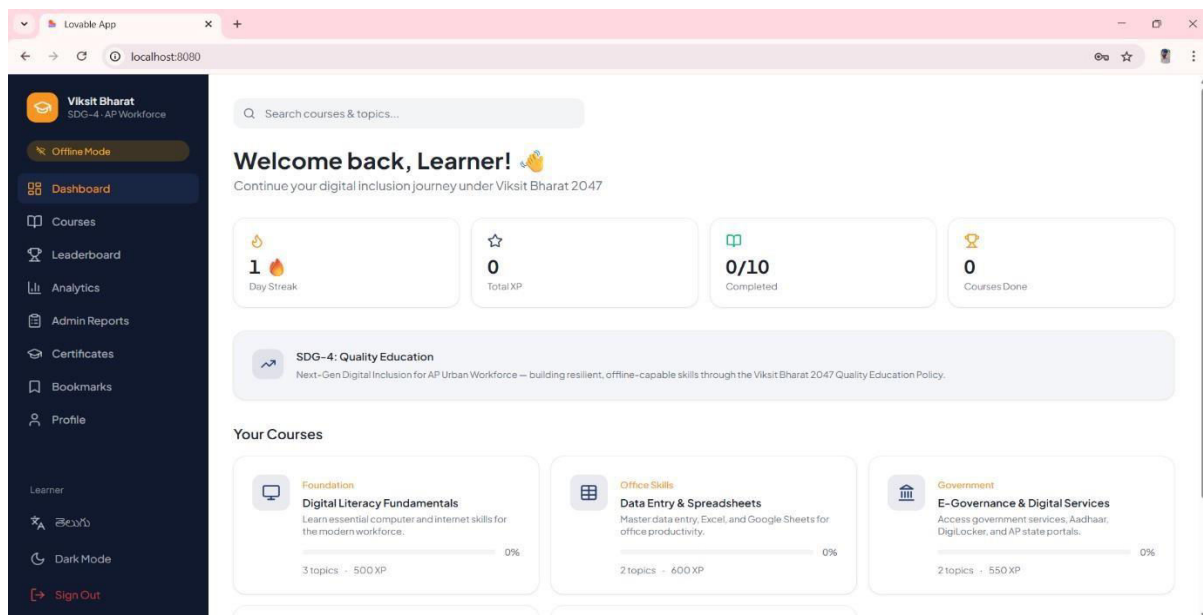 Lovable App
localhost:8080
Viksit Bharat
SDG-4 · AP Workforce
Offline Mode
Dashboard
Courses
Leaderboard
Analytics
Admin Reports
Certificates
Bookmarks
Profile
Learner
తెలుగు
Dark Mode
Sign Out
Search courses & topics...
Welcome back, Learner! 👋
Continue your digital inclusion journey under Viksit Bharat 2047
1 🔥
Day Streak
0
Total XP
0/10
Completed
0
Courses Done
SDG-4: Quality Education
Next-Gen Digital Inclusion for AP Urban Workforce — building resilient, offline-capable skills through the Viksit Bharat 2047 Quality Education Policy.
Your Courses
Foundation
Digital Literacy Fundamentals
Learn essential computer and internet skills for
the modern workforce.
0%
3 topics · 500 XP
Office Skills
Data Entry & Spreadsheets
Master data entry, Excel, and Google Sheets for
office productivity.
0%
2 topics · 600 XP
Government
E-Governance & Digital Services
Access government services, Aadhaar,
DigiLocker, and AP state portals.
0%
2 topics · 550 XP